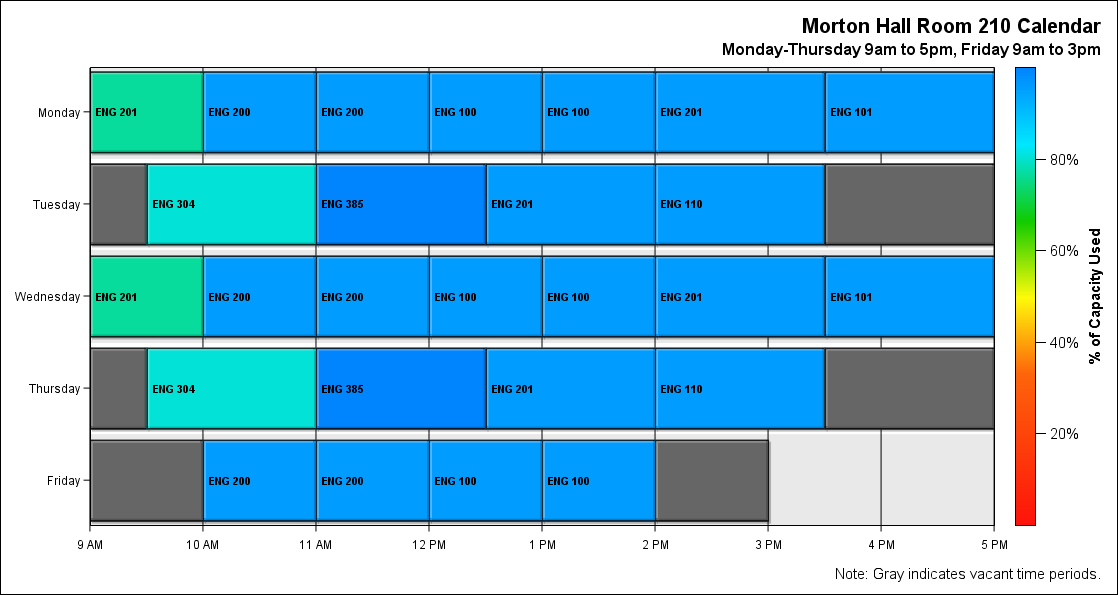 Morton Hall Room 210 Calendar
Monday-Thursday 9am to 5pm, Friday 9am to 3pm
Monday
ENG 201 ENG 200 ENG 200 ENG 100 ENG 100 ENG 201 ENG 101
80%
Tuesday
ENG 304 ENG 385 ENG 201 ENG 110
60%
% of Capacity Used
Wednesday
ENG 201 ENG 200 ENG 200 ENG 100 ENG 100 ENG 201 ENG 101
40%
Thursday
ENG 304 ENG 385 ENG 201 ENG 110
20%
Friday
ENG 200 ENG 200 ENG 100 ENG 100
9 AM 10 AM 11 AM 12 PM 1 PM 2 PM 3 PM 4 PM 5 PM
Note: Gray indicates vacant time periods.